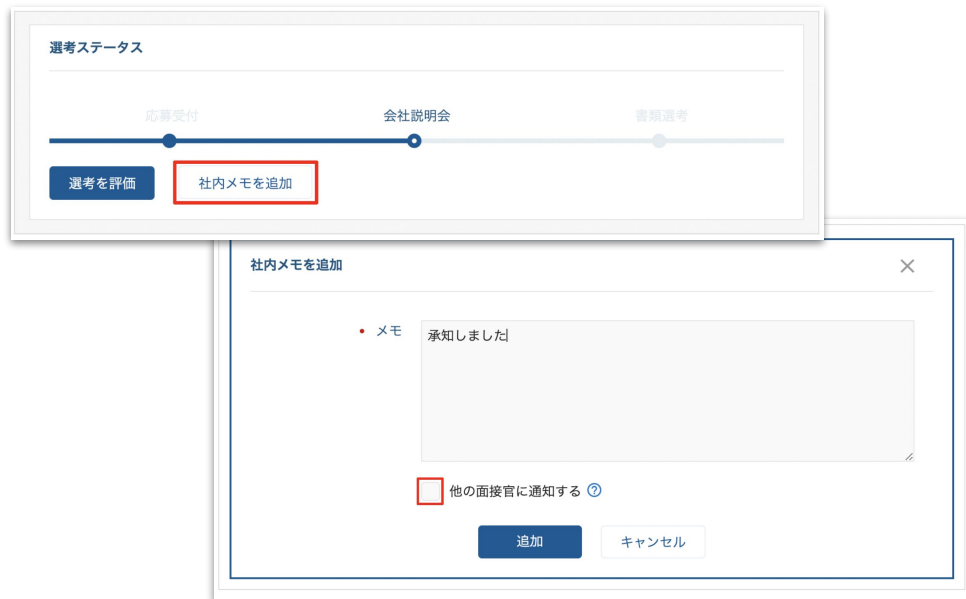 選考ステータス
応募受付 会社説明会 書類選考
選考を評価 社内メモを追加
社内メモを追加
• メモ 承知しました
他の面接官に通知する ?
追加 キャンセル